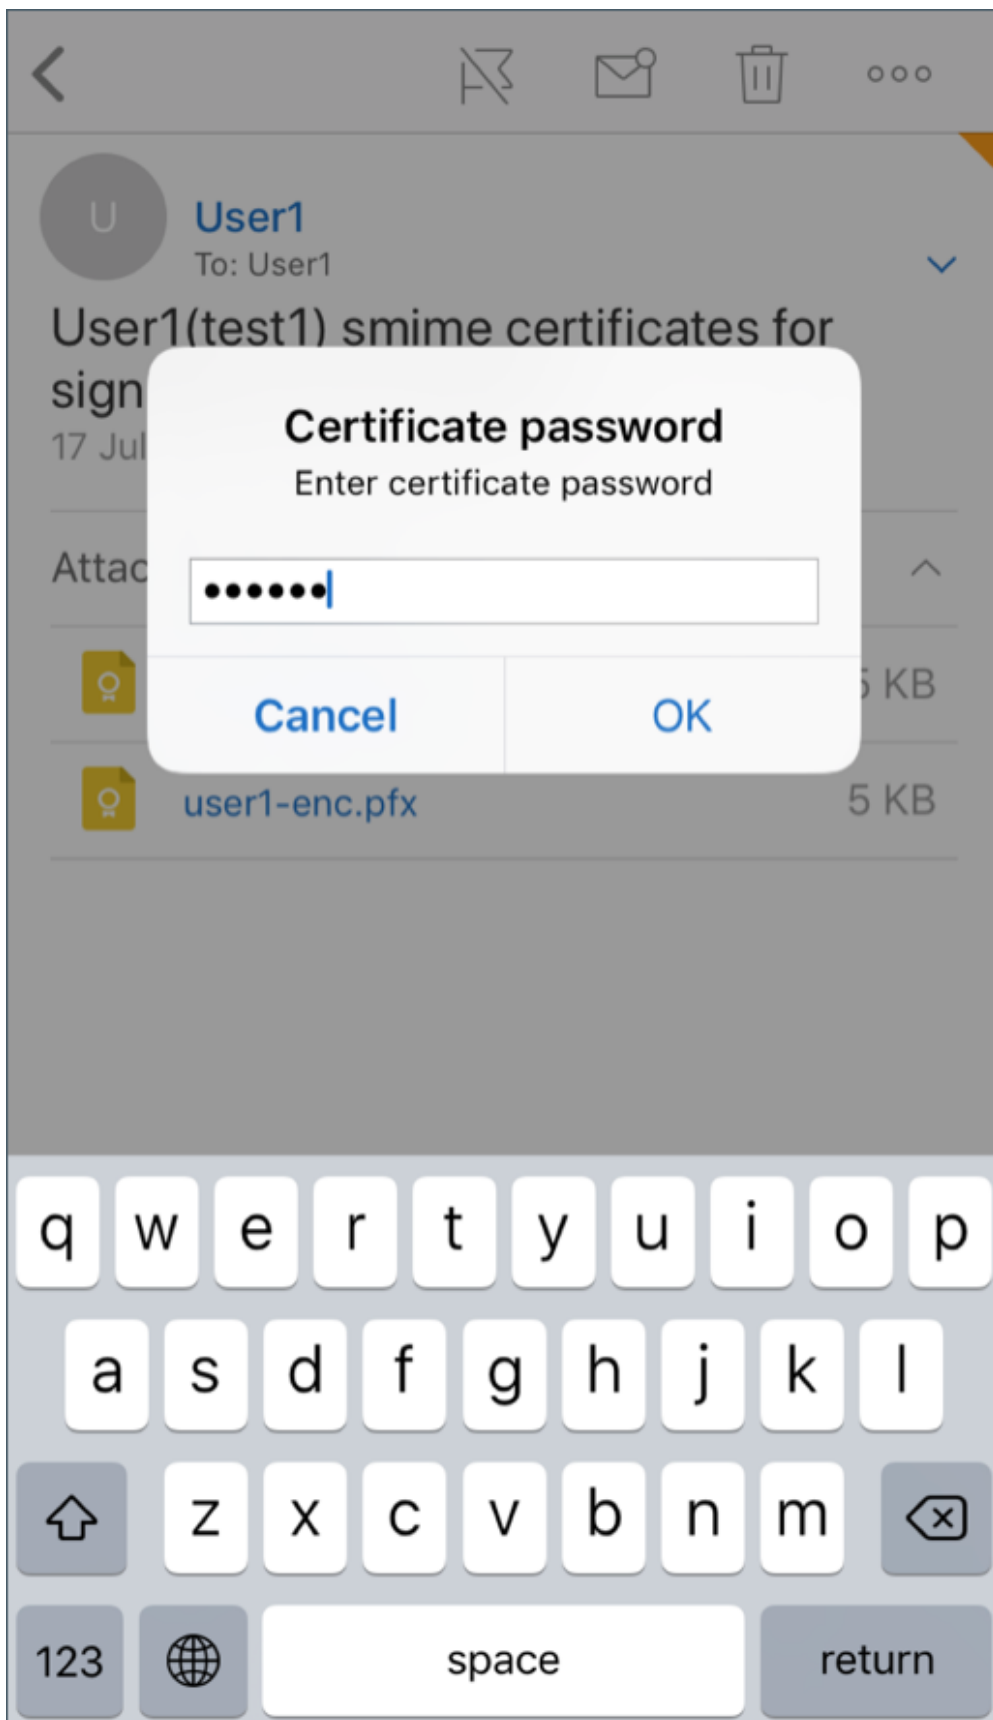 U
User1
To: User1
User1(test1) smime certificates for
sign
17 Jul
Certificate password
Enter certificate password
••••••
Cancel
OK
Attac
5 KB
user1-enc.pfx
5 KB
q w e r t y u i o p
a s d f g h j k l
z x c v b n m
123
space
return